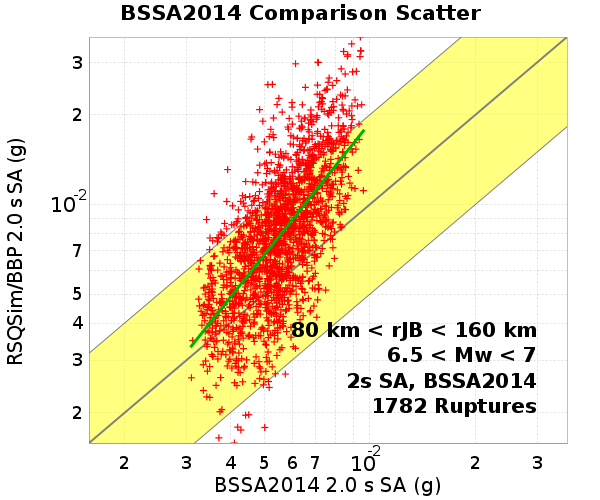 BSSA2014 Comparison Scatter
RSQSim/BBP 2.0 s SA (g)
3
2
10-2
7
5
4
3
2
80 km < rJB < 160 km
6.5 < Mw < 7
2s SA, BSSA2014
1782 Ruptures
2 3 4 5 6 7 10-2 2 3
BSSA2014 2.0 s SA (g)